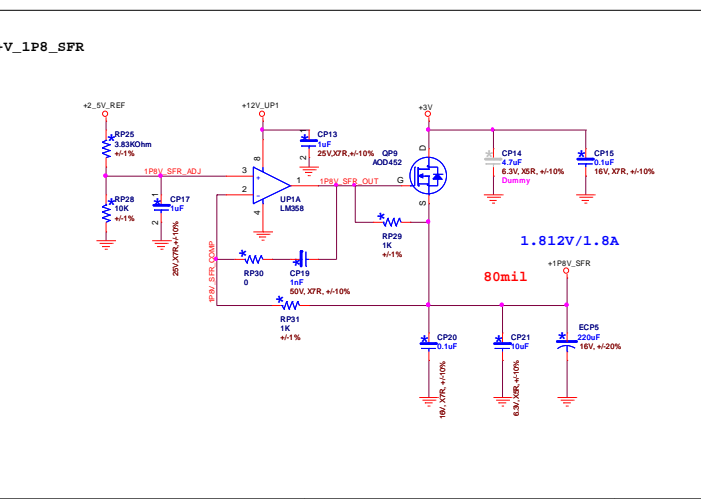 -V_1P8_SFR
+2_5V_REF
+12V_UP1
+3V
RP25
3.83KOhm
+/-1%
1
CP13
1uF
25V,X7R,+/-10%
2
QP9
AOD452
D
CP14
4.7uF
6.3V, X5R, +/-10%
Dummy
CP15
0.1uF
16V, X7R, +/-10%
1P8V_SFR_ADJ
3
8
1
1P8V_SFR_OUT
G
2
4
UP1A
LM358
S
RP28
10K
+/-1%
1
CP17
1uF
2
25V,X7R,+/-10%
RP29
1K
+/-1%
1.812V/1.8A
+1P8V_SFR
80mil
1P8V_SFR_COMP
RP30
0
CP19
1nF
50V, X7R, +/-10%
RP31
1K
+/-1%
CP20
0.1uF
16V, X7R, +/-10%
CP21
10uF
6.3V, X5R, +/-10%
ECP5
220uF
16V, +/-20%